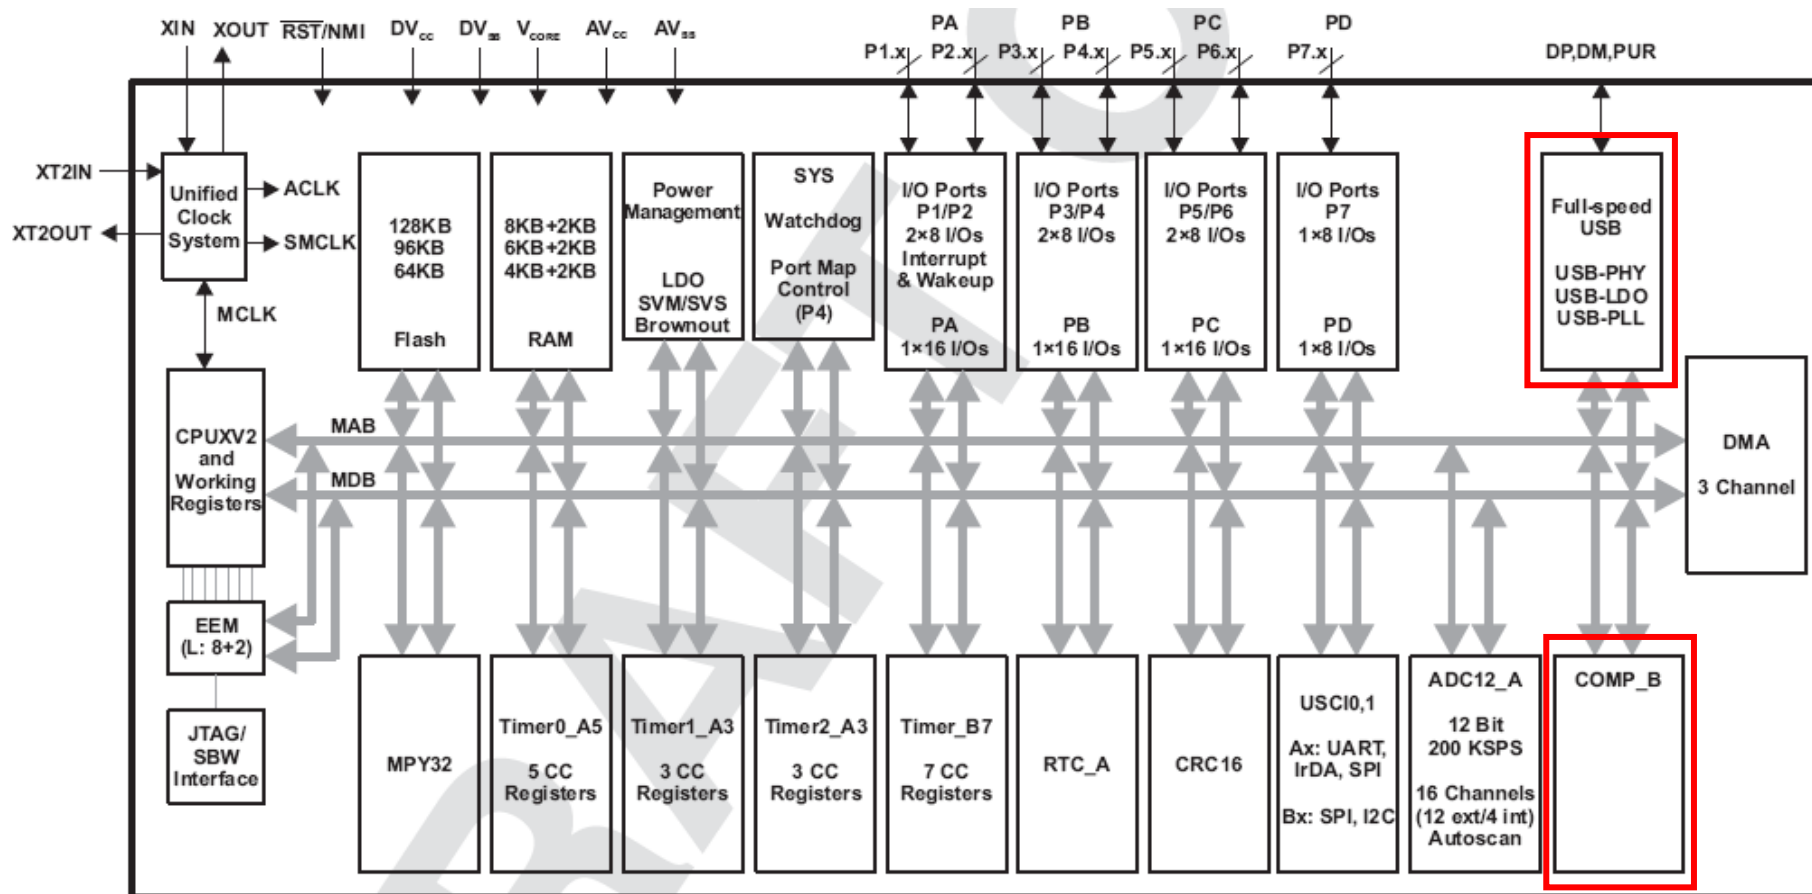 XIN
XOUT
RST/NMI
DVCC
DVSS
VCORE
AVCC
AVSS
PA
P1.x
P2.x
PB
P3.x
P4.x
PC
P5.x
P6.x
PD
P7.x
DP,DM,PUR
XT2IN
XT2OUT
Unified
Clock
System
ACLK
SMCLK
MCLK
128KB
96KB
64KB
Flash
8KB+2KB
6KB+2KB
4KB+2KB
RAM
Power
Management
LDO
SVM/SVS
Brownout
SYS
Watchdog
Port Map
Control
(P4)
I/O Ports
P1/P2
2×8 I/Os
Interrupt
& Wakeup
PA
1×16 I/Os
I/O Ports
P3/P4
2×8 I/Os
PB
1×16 I/Os
I/O Ports
P5/P6
2×8 I/Os
PC
1×16 I/Os
I/O Ports
P7
1×8 I/Os
PD
1×8 I/Os
Full-speed
USB
USB-PHY
USB-LDO
USB-PLL
CPUXV2
and
Working
Registers
MAB
MDB
DMA
3 Channel
EEM
(L: 8+2)
JTAG/
SBW
Interface
MPY32
Timer0_A5
5 CC
Registers
Timer1_A3
3 CC
Registers
Timer2_A3
3 CC
Registers
Timer_B7
7 CC
Registers
RTC_A
CRC16
USCI0,1
Ax: UART,
IrDA, SPI
Bx: SPI, I2C
ADC12_A
12 Bit
200 KSPS
16 Channels
(12 ext/4 int)
Autoscan
COMP_B